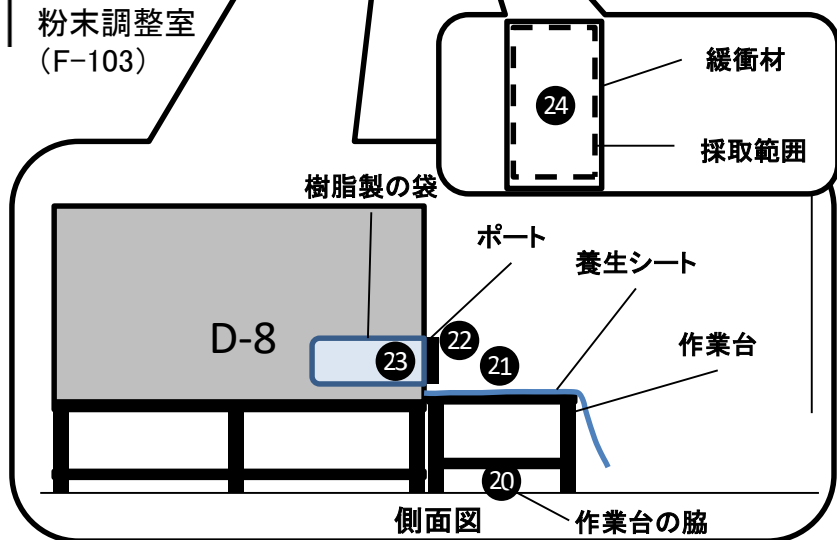 粉末調整室
(F-103)
緩衝材
24
採取範囲
樹脂製の袋
ポート
養生シート
作業台
D-8
22
23
21
20
側面図
作業台の脇